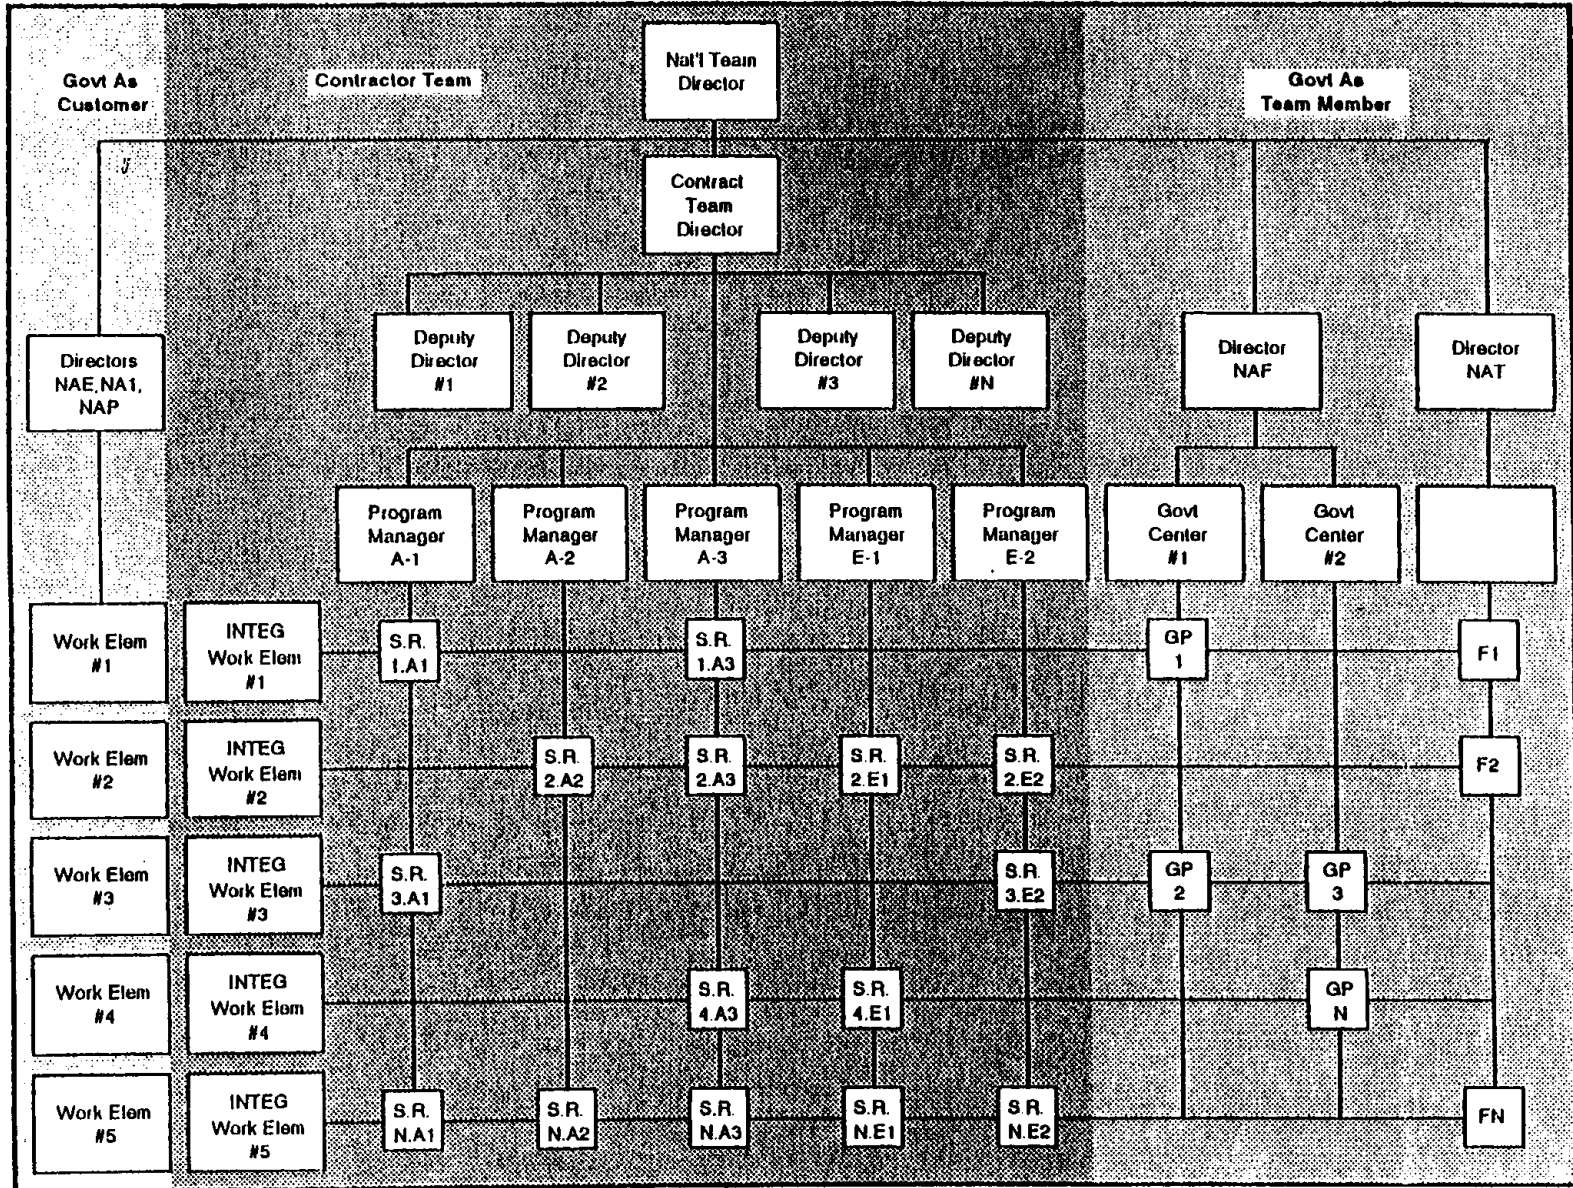 Nat'l Team
Director
Govt As
Customer
Contractor Team
Govt As
Team Member
Contract
Team
Director
Deputy
Director
#1
Deputy
Director
#2
Deputy
Director
#3
Deputy
Director
#N
Directors
NAE, NA1,
NAP
Director
NAF
Director
NAT
Program
Manager
A-1
Program
Manager
A-2
Program
Manager
A-3
Program
Manager
E-1
Program
Manager
E-2
Govt
Center
#1
Govt
Center
#2
Work Elem
#1
INTEG
Work Elem
#1
S.R.
1.A1
S.R.
1.A3
GP
1
F1
Work Elem
#2
INTEG
Work Elem
#2
S.R.
2.A2
S.R.
2.A3
S.R.
2.E1
S.R.
2.E2
F2
Work Elem
#3
INTEG
Work Elem
#3
S.R.
3.A1
S.R.
3.E2
GP
2
GP
3
Work Elem
#4
INTEG
Work Elem
#4
S.R.
4.A3
S.R.
4.E1
GP
N
Work Elem
#5
INTEG
Work Elem
#5
S.R.
N.A1
S.R.
N.A2
S.R.
N.A3
S.R.
N.E1
S.R.
N.E2
FN